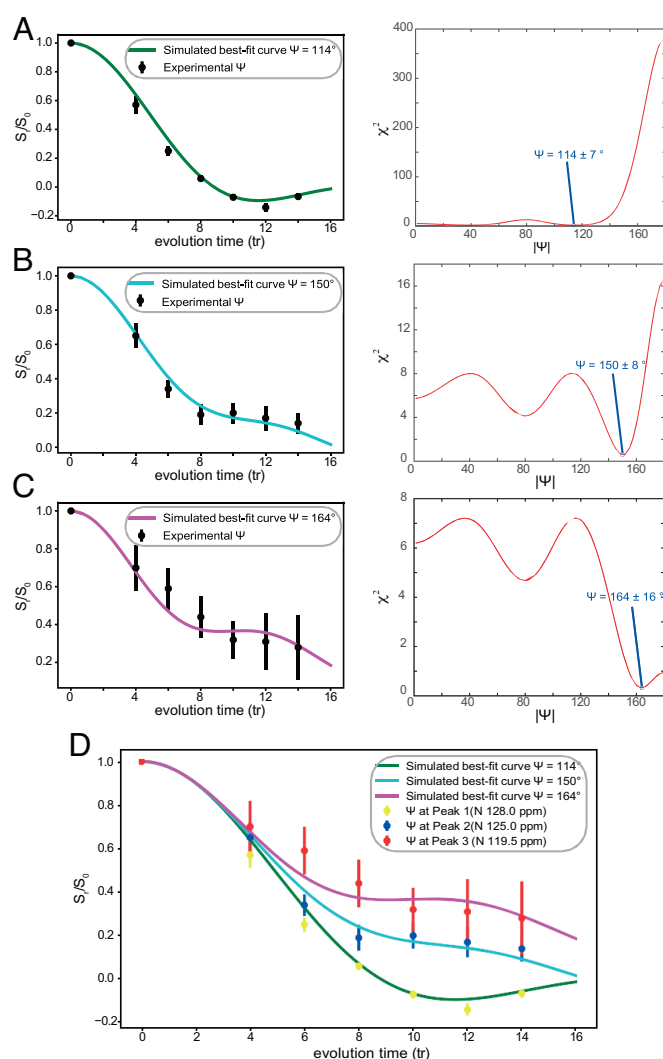 A
Simulated best-fit curve Ψ = 114°
Experimental Ψ
1.0
0.8
0.6
0.4
0.2
0.0
−0.2
S/S₀
0 4 8 12 16
evolution time (tr)
400
300
200
100
0
χ²
Ψ = 114 ± 7 °
0 40 80 120 160
|Ψ|
B
Simulated best-fit curve Ψ = 150°
Experimental Ψ
1.0
0.8
0.6
0.4
0.2
0.0
S/S₀
0 4 8 12 16
evolution time (tr)
16
12
8
4
0
χ²
Ψ = 150 ± 8 °
0 40 80 120 160
|Ψ|
C
Simulated best-fit curve Ψ = 164°
Experimental Ψ
1.0
0.8
0.6
0.4
0.2
S/S₀
0 4 8 12 16
evolution time (tr)
8
6
4
2
0
χ²
Ψ = 164 ± 16 °
0 40 80 120 160
|Ψ|
D
Simulated best-fit curve Ψ = 114°
Simulated best-fit curve Ψ = 150°
Simulated best-fit curve Ψ = 164°
Ψ at Peak 1(N 128.0 ppm)
Ψ at Peak 2(N 125.0 ppm)
Ψ at Peak 3 (N 119.5 ppm)
1.0
0.8
0.6
0.4
0.2
0.0
−0.2
S/S₀
0 2 4 6 8 10 12 14 16
evolution time (tr)